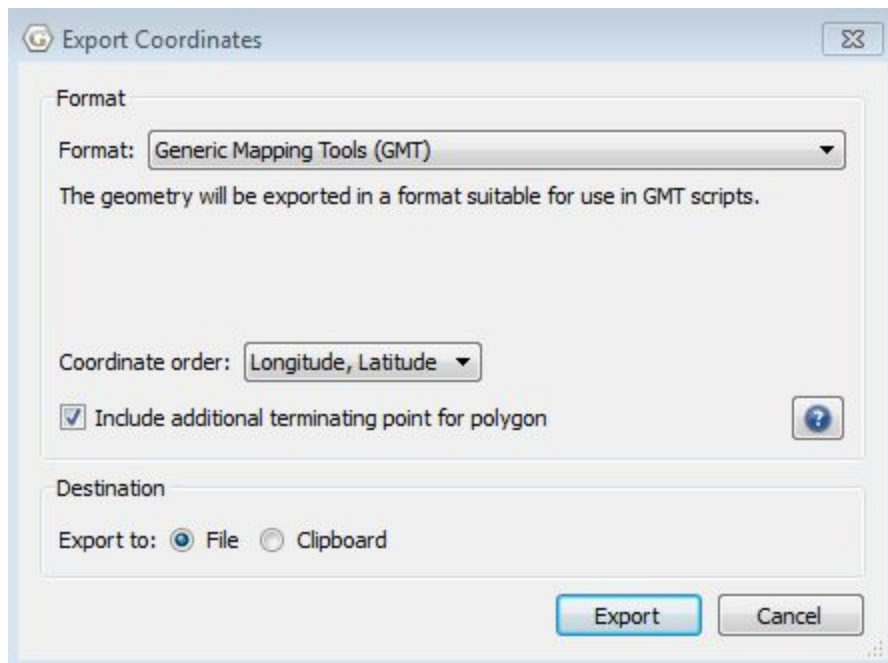 Export Coordinates
Format
Format: Generic Mapping Tools (GMT)
The geometry will be exported in a format suitable for use in GMT scripts.
Coordinate order: Longitude, Latitude
Include additional terminating point for polygon
Destination
Export to: File Clipboard
Export Cancel